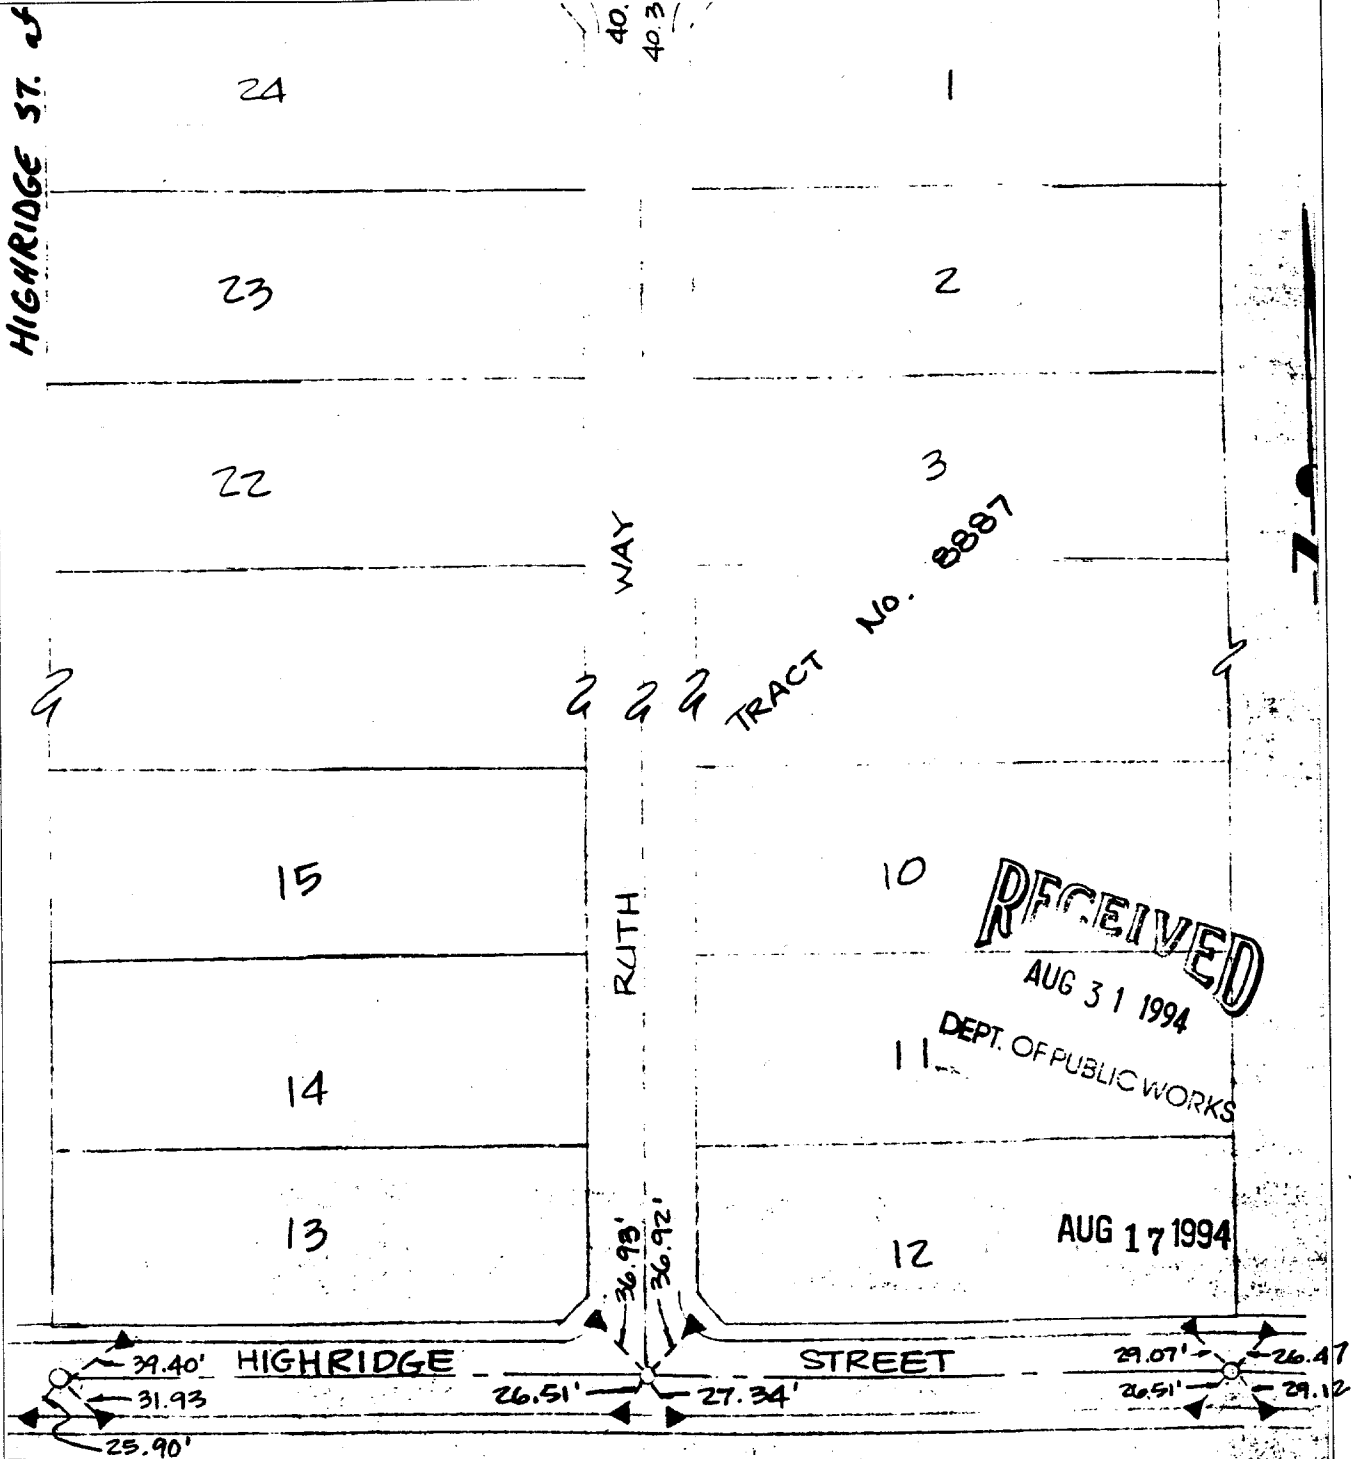 HIGHRIDGE ST. at
40.
40.3
24
1
23
2
22
3
WAY
TRACT No. 8887
15
10
RUTH
RECEIVED
AUG 31 1994
DEPT. OF PUBLIC WORKS
14
11
13
12
AUG 17 1994
36.93'
36.92'
39.40'
HIGHRIDGE STREET
29.07'
26.47
31.93
26.51'
27.34'
26.51'
29.12
25.90'